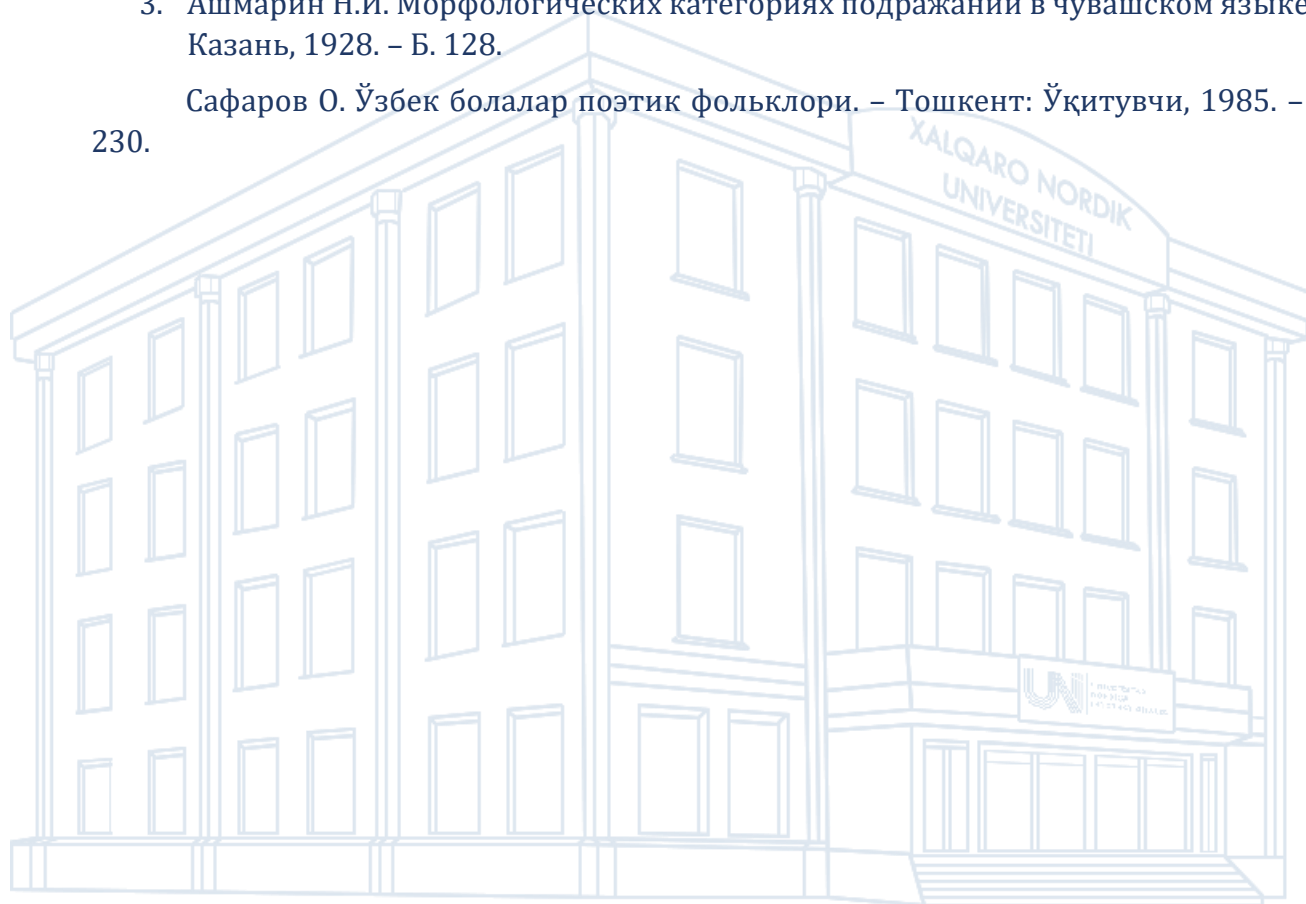 3. Ашмарин Н.И. Морфологических категориях подражаний в чувашском языке
Казань, 1928. – Б. 128.
Сафаров О. Ўзбек болалар поэтик фольклори. – Тошкент: Ўқитувчи, 1985. –
230.
XALQARO NORDIK
UNIVERSITETI
UNI